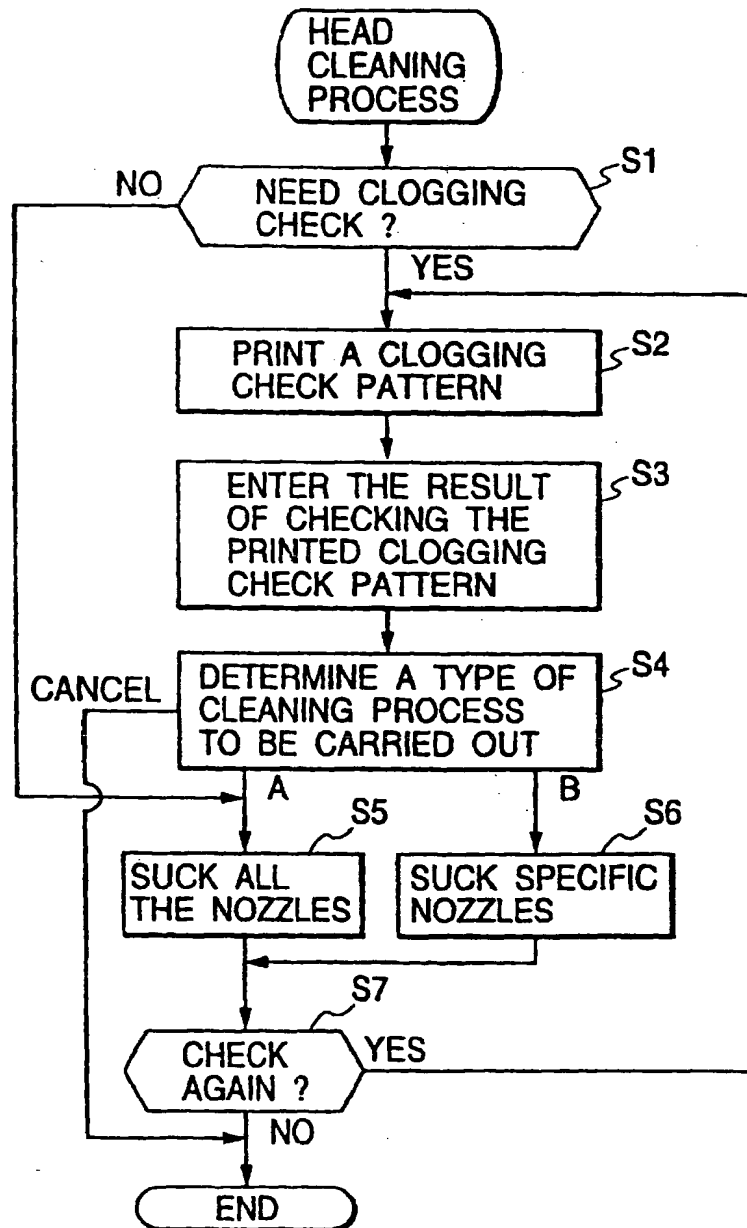 HEAD
CLEANING
PROCESS
S1
NO
NEED CLOGGING
CHECK ?
YES
S2
PRINT A CLOGGING
CHECK PATTERN
S3
ENTER THE RESULT
OF CHECKING THE
PRINTED CLOGGING
CHECK PATTERN
S4
CANCEL
DETERMINE A TYPE OF
CLEANING PROCESS
TO BE CARRIED OUT
A
B
S5
S6
SUCK ALL
THE NOZZLES
SUCK SPECIFIC
NOZZLES
S7
CHECK
AGAIN ?
YES
NO
END